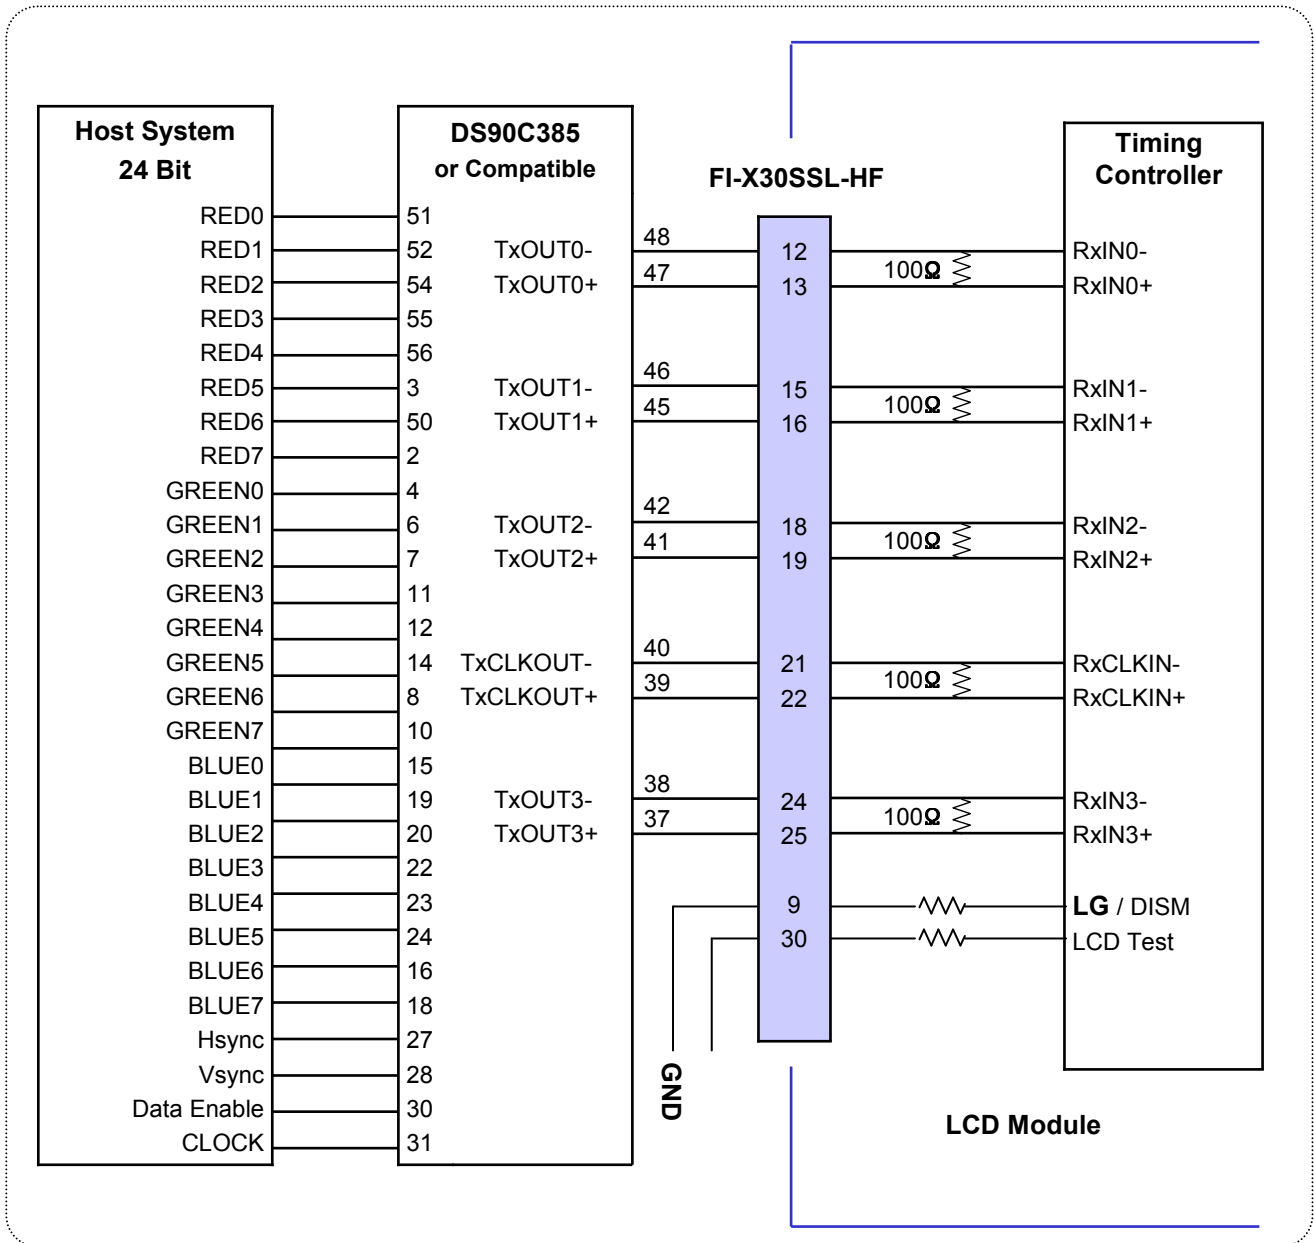 Host System
24 Bit
RED0
RED1
RED2
RED3
RED4
RED5
RED6
RED7
GREEN0
GREEN1
GREEN2
GREEN3
GREEN4
GREEN5
GREEN6
GREEN7
BLUE0
BLUE1
BLUE2
BLUE3
BLUE4
BLUE5
BLUE6
BLUE7
Hsync
Vsync
Data Enable
CLOCK
DS90C385
or Compatible
51
52
54
55
56
3
50
2
4
6
7
11
12
14
8
10
15
19
20
22
23
24
16
18
27
28
30
31
TxOUT0-
TxOUT0+
TxOUT1-
TxOUT1+
TxOUT2-
TxOUT2+
TxCLKOUT-
TxCLKOUT+
TxOUT3-
TxOUT3+
48
47
46
45
42
41
40
39
38
37
GND
FI-X30SSL-HF
12
13
15
16
18
19
21
22
24
25
9
30
100Ω
100Ω
100Ω
100Ω
100Ω
Timing
Controller
RxIN0-
RxIN0+
RxIN1-
RxIN1+
RxIN2-
RxIN2+
RxCLKIN-
RxCLKIN+
RxIN3-
RxIN3+
LG / DISM
LCD Test
LCD Module